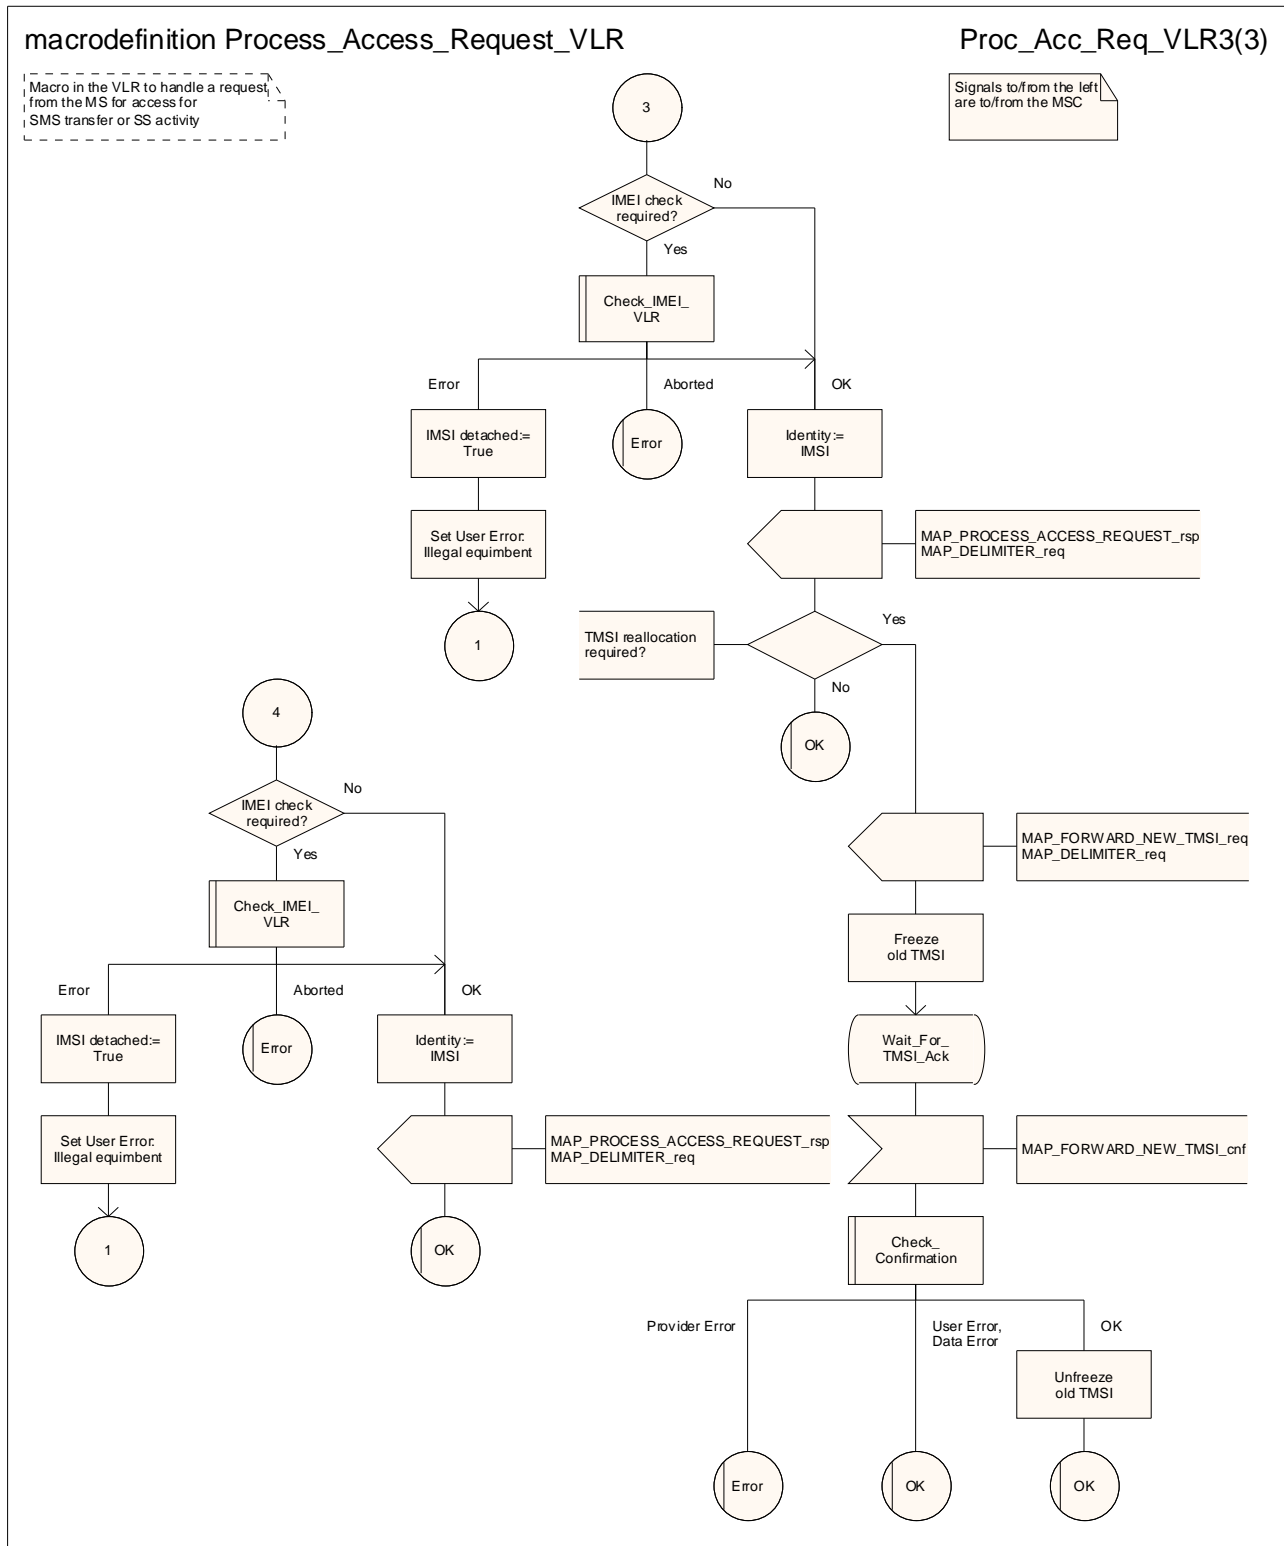 macrodefinition Process_Access_Request_VLR
Proc_Acc_Req_VLR3(3)
Macro in the VLR to handle a request
from the MS for access for
SMS transfer or SS activity
Signals to/from the left
are to/from the MSC
3
IMEI check
required?
No
Yes
Check_IMEI_
VLR
Error
Aborted
OK
IMSI detached:=
True
Error
Identity:=
IMSI
Set User Error:
Illegal equimbent
MAP_PROCESS_ACCESS_REQUEST_rsp
MAP_DELIMITER_req
1
TMSI reallocation
required?
Yes
No
OK
4
IMEI check
required?
No
Yes
Check_IMEI_
VLR
Error
Aborted
OK
IMSI detached:=
True
Error
Identity:=
IMSI
Set User Error:
Illegal equimbent
MAP_PROCESS_ACCESS_REQUEST_rsp
MAP_DELIMITER_req
1
OK
MAP_FORWARD_NEW_TMSI_req
MAP_DELIMITER_req
Freeze
old TMSI
Wait_For_
TMSI_Ack
MAP_FORWARD_NEW_TMSI_cnf
Check_
Confirmation
Provider Error
User Error,
Data Error
OK
Unfreeze
old TMSI
Error
OK
OK